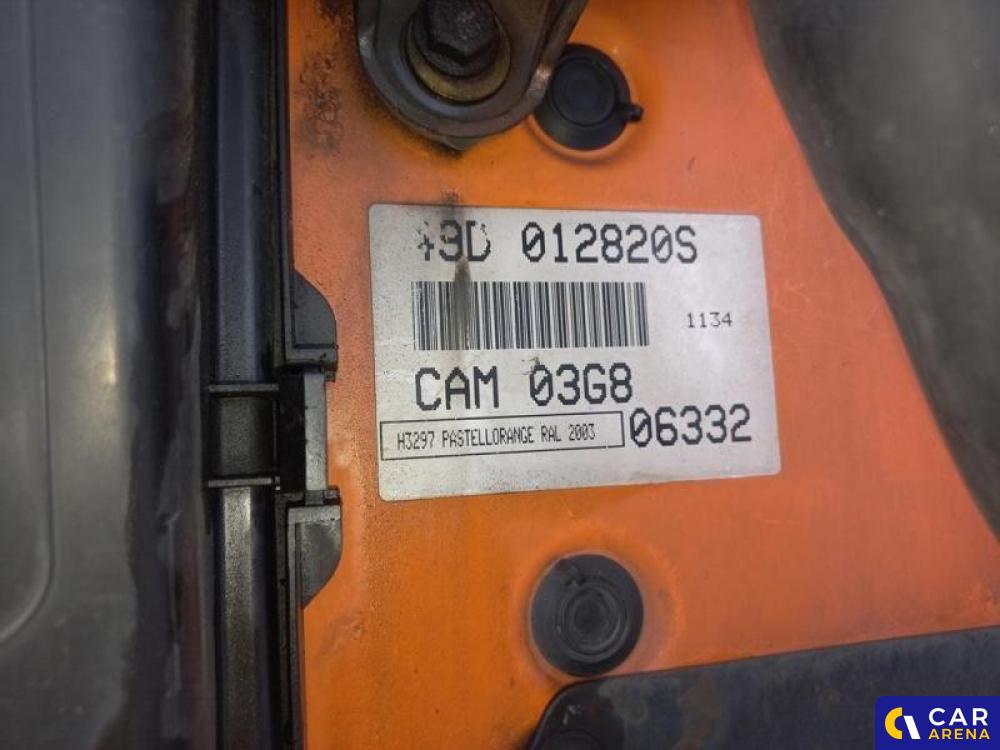 012820S
1134
CAM 03G8
H3297 PASTELLORANGE RAL 2003
06332
CAR
ARENA